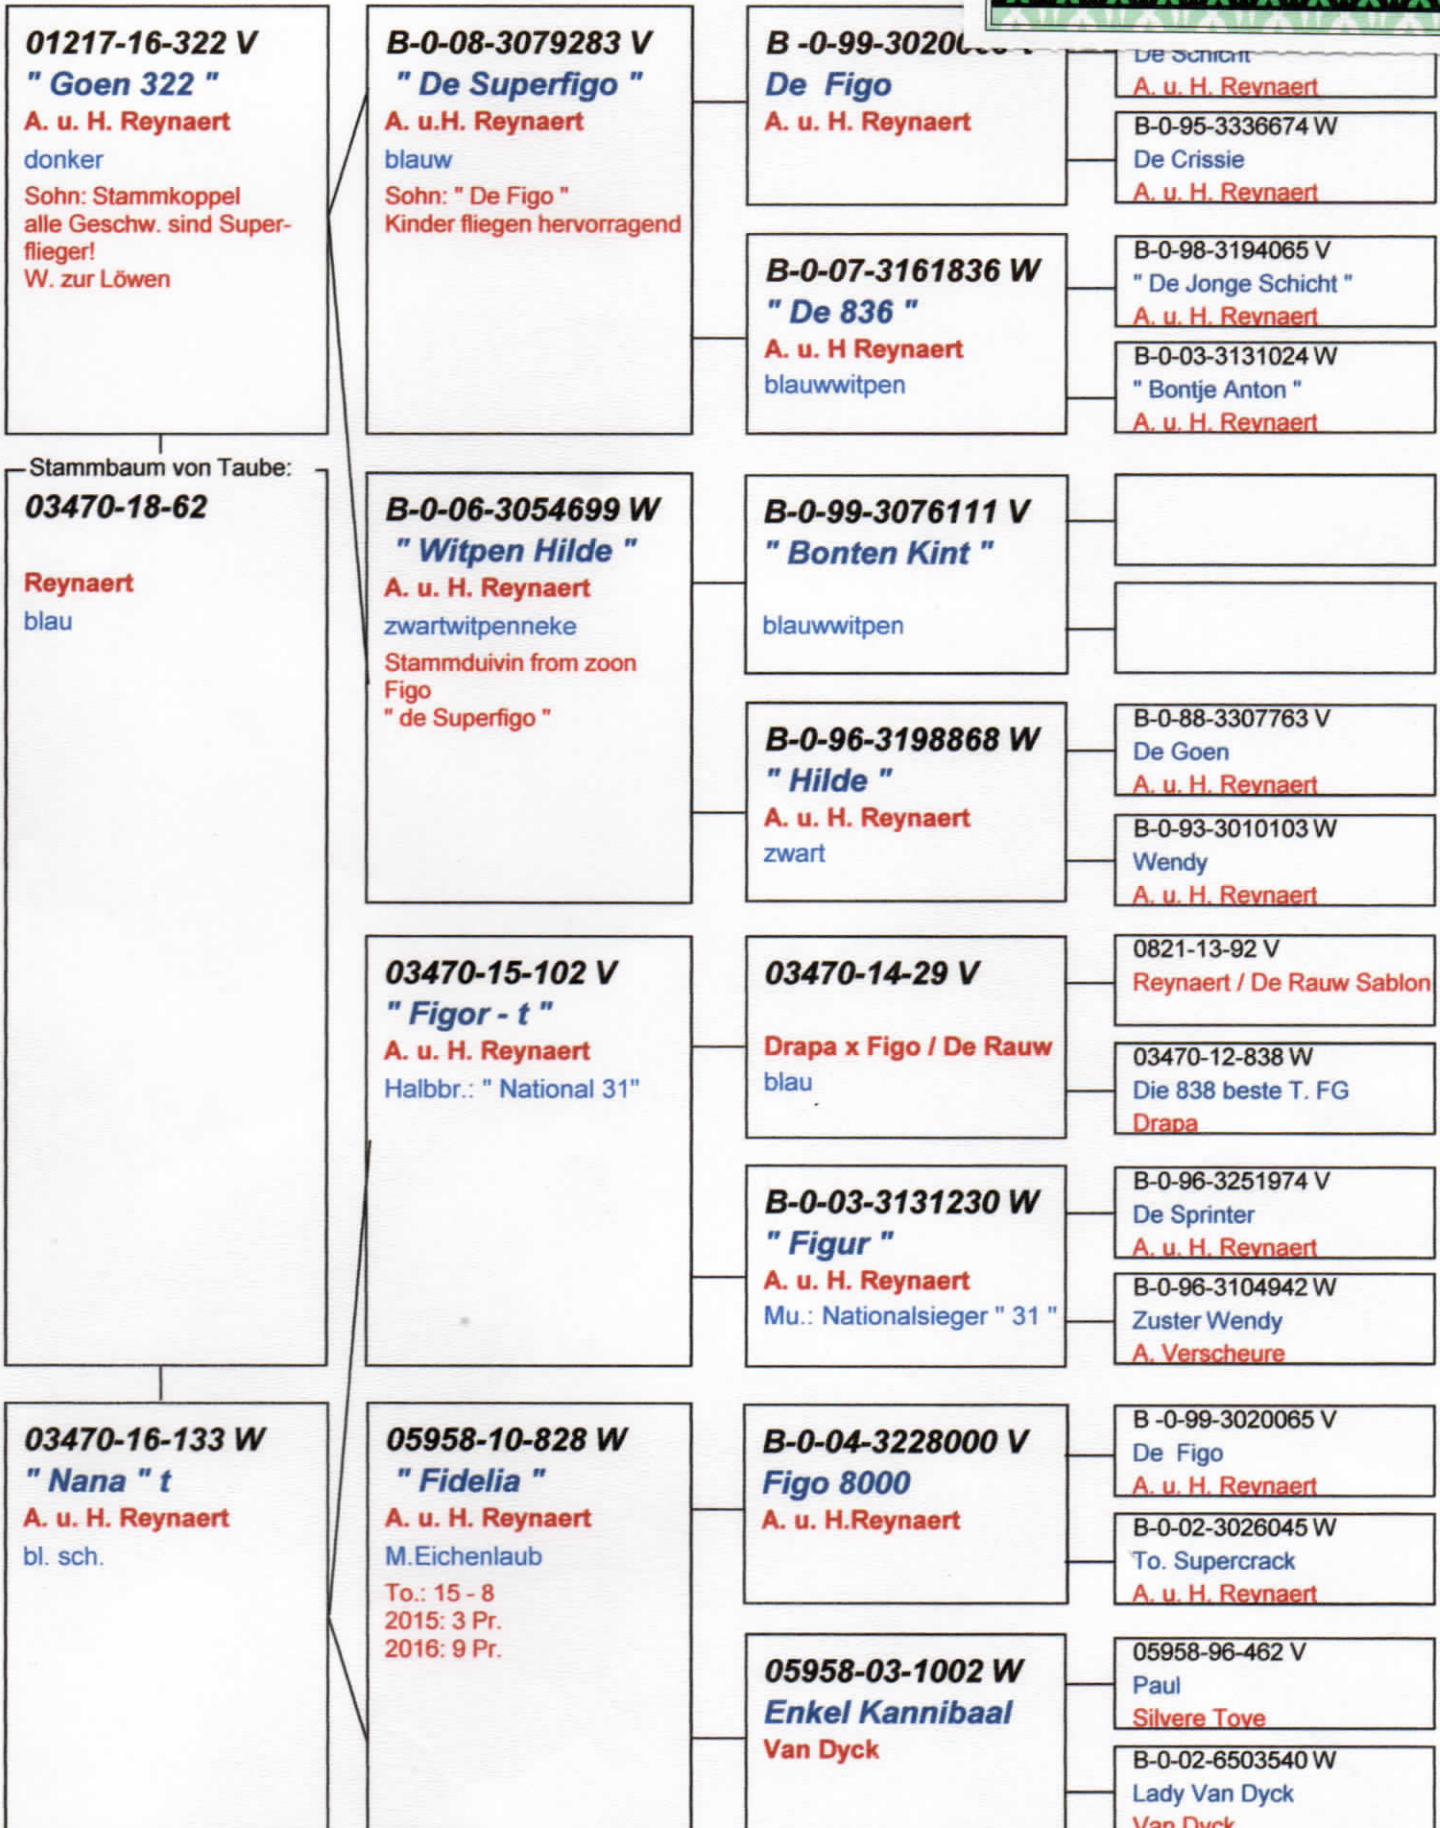 01217-16-322 V
" Goen 322 "
A. u. H. Reynaert
donker
Sohn: Stammkoppel
alle Geschw. sind Super-
flieger!
W. zur Löwen
Stammbaum von Taube:
03470-18-62
Reynaert
blau
03470-16-133 W
" Nana " t
A. u. H. Reynaert
bl. sch.
B-0-08-3079283 V
" De Superfigo "
A. u.H. Reynaert
blauw
Sohn: " De Figo "
Kinder fliegen hervorragend
B-0-06-3054699 W
" Witpen Hilde "
A. u. H. Reynaert
zwartwitpenneke
Stammduivin from zoon
Figo
" de Superfigo "
03470-15-102 V
" Figor - t "
A. u. H. Reynaert
Halbbr.: " National 31"
05958-10-828 W
" Fidelia "
A. u. H. Reynaert
M.Eichenlaub
To.: 15 - 8
2015: 3 Pr.
2016: 9 Pr.
B -0-99-
De Figo
A. u. H. Reynaert
B-0-07-3161836 W
" De 836 "
A. u. H Reynaert
blauwwitpen
B-0-99-3076111 V
" Bonten Kint "
blauwwitpen
B-0-96-3198868 W
" Hilde "
A. u. H. Reynaert
zwart
03470-14-29 V
Drapa x Figo / De Rauw
blau
B-0-03-3131230 W
" Figur "
A. u. H. Reynaert
Mu.: Nationalsieger " 31 "
B-0-04-3228000 V
Figo 8000
A. u. H.Reynaert
05958-03-1002 W
Enkel Kannibaal
Van Dyck
De Schicht
A. u. H. Reynaert
B-0-95-3336674 W
De Crissie
A. u. H. Reynaert
B-0-98-3194065 V
" De Jonge Schicht "
A. u. H. Reynaert
B-0-03-3131024 W
" Bontje Anton "
A. u. H. Reynaert
B-0-88-3307763 V
De Goen
A. u. H. Reynaert
B-0-93-3010103 W
Wendy
A. u. H. Reynaert
0821-13-92 V
Reynaert / De Rauw Sablon
03470-12-838 W
Die 838 beste T. FG
Drapa
B-0-96-3251974 V
De Sprinter
A. u. H. Reynaert
B-0-96-3104942 W
Zuster Wendy
A. Verscheure
B -0-99-3020065 V
De Figo
A. u. H. Reynaert
B-0-02-3026045 W
To. Supercrack
A. u. H. Reynaert
05958-96-462 V
Paul
Silvere Toye
B-0-02-6503540 W
Lady Van Dyck
Van Dyck